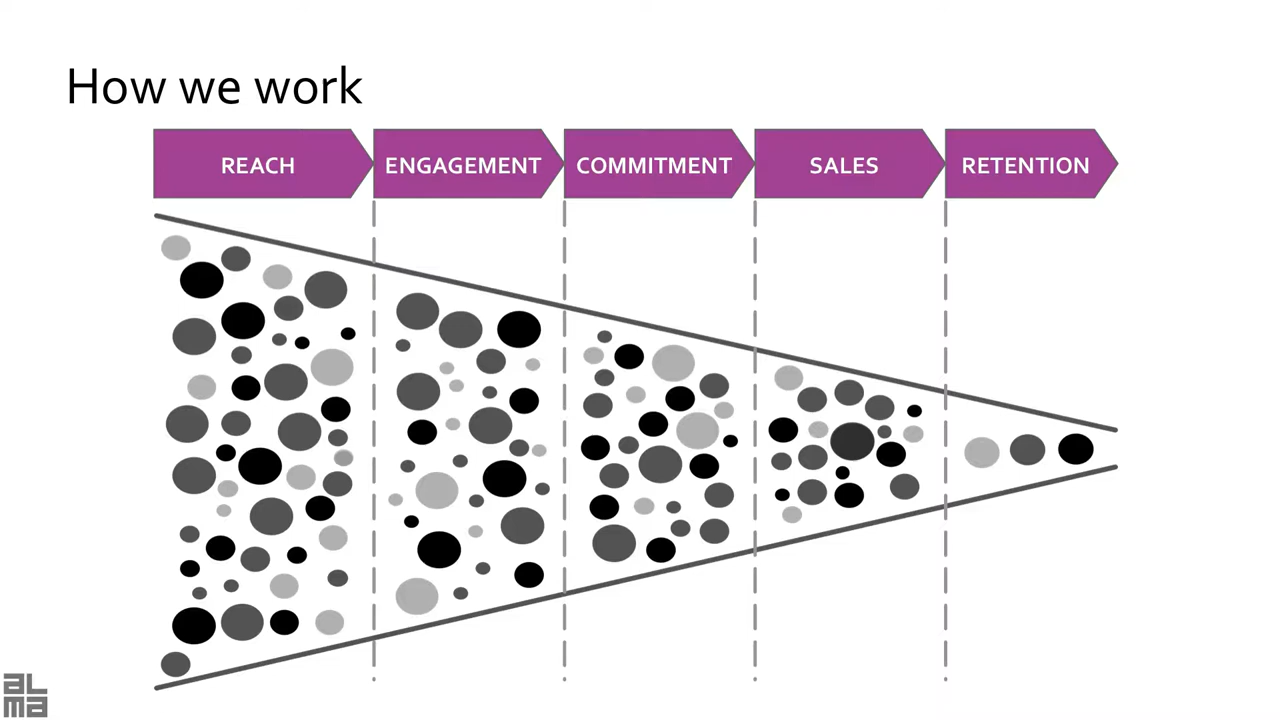 How we work
REACH
ENGAGEMENT
COMMITMENT
SALES
RETENTION
aL
ma